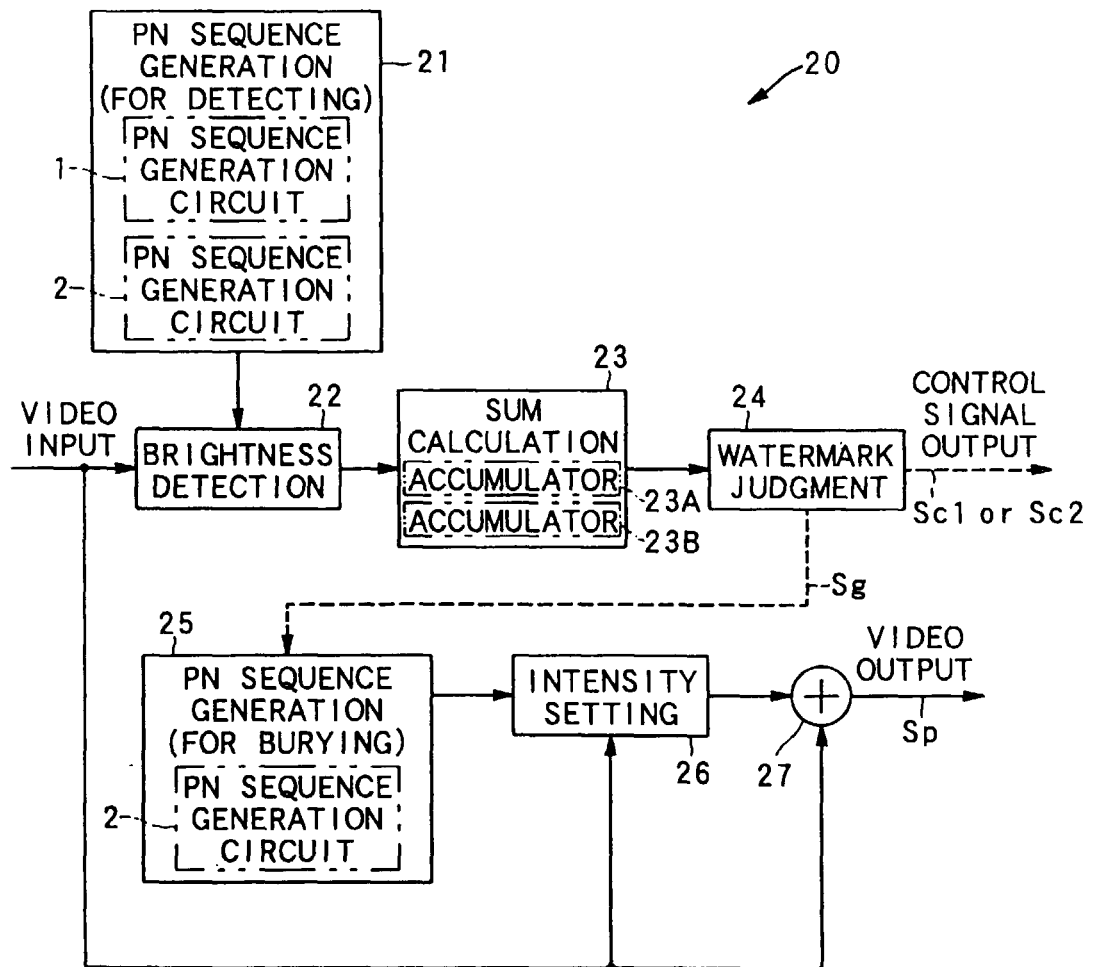 PN SEQUENCE
GENERATION
(FOR DETECTING)
21
20
PN SEQUENCE
GENERATION
CIRCUIT
1
PN SEQUENCE
GENERATION
CIRCUIT
2
VIDEO
INPUT
22
BRIGHTNESS
DETECTION
23
SUM
CALCULATION
ACCUMULATOR
23A
ACCUMULATOR
23B
24
WATERMARK
JUDGMENT
CONTROL
SIGNAL
OUTPUT
Sc1 or Sc2
Sg
25
PN SEQUENCE
GENERATION
(FOR BURYING)
PN SEQUENCE
GENERATION
CIRCUIT
2
INTENSITY
SETTING
26
+
27
VIDEO
OUTPUT
Sp